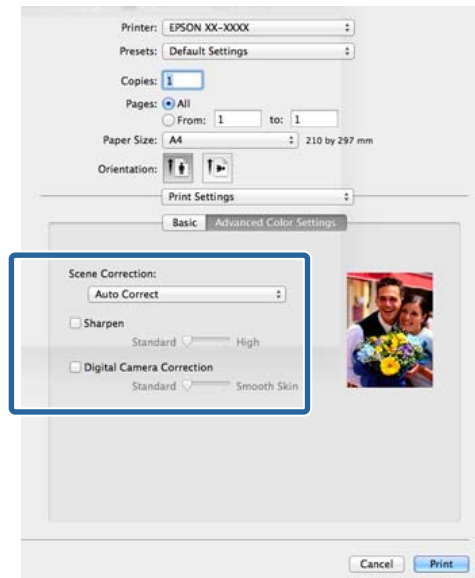 Printer: EPSON XX-XXXX
Presets: Default Settings
Copies: 1
Pages: All
From: 1 to: 1
Paper Size: A4 210 by 297 mm
Orientation:
Print Settings
Basic Advanced Color Settings
Scene Correction:
Auto Correct
Sharpen
Standard High
Digital Camera Correction
Standard Smooth Skin
Cancel Print